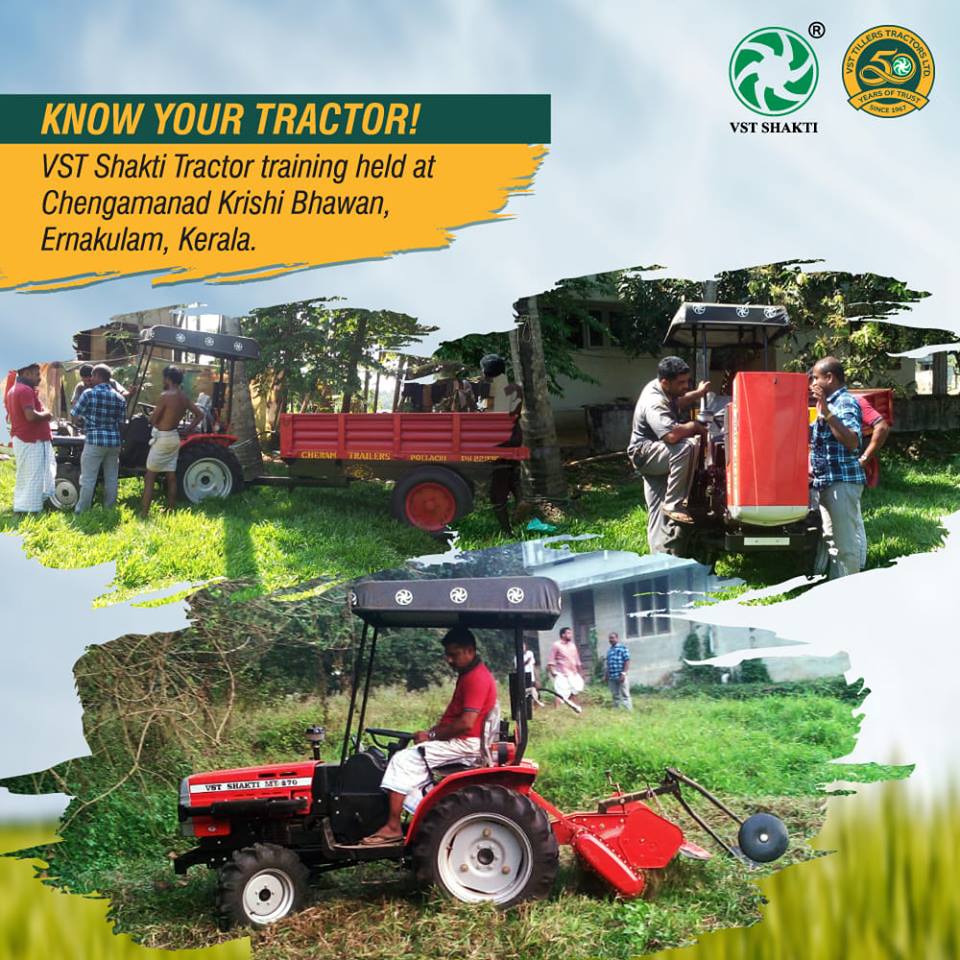 KNOW YOUR TRACTOR!
VST Shakti Tractor training held at
Chengamanad Krishi Bhawan,
Ernakulam, Kerala.
®
VST SHAKTI
VST TILLERS TRACTORS LTD.
50
YEARS OF TRUST
SINCE 1967
CHERAN TRAILERS POLLACHI
VST SHAKTI MT 270